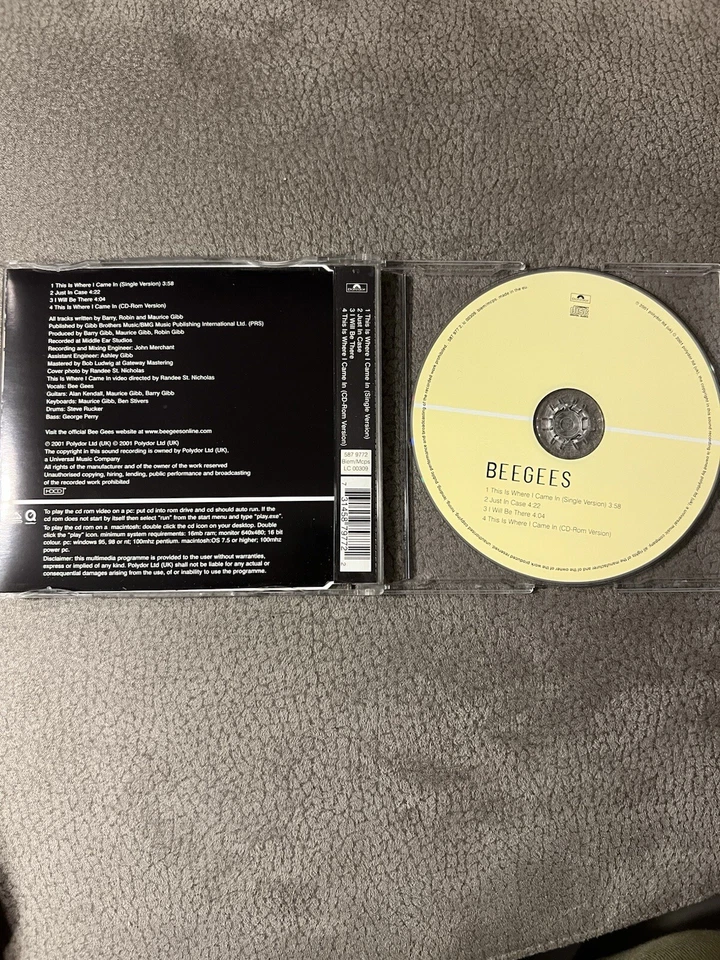 1 This Is Where I Came In (Single Version) 3:58
2 Just In Case 4:22
3 I Will Be There 4:04
4 This Is Where I Came In (CD-Rom Version)
All tracks written by Barry, Robin and Maurice Gibb
Published by Gibb Brothers Music/BMG Music Publishing International Ltd. (PRS)
Produced by Barry Gibb, Maurice Gibb, Robin Gibb
Recorded at Middle Ear Studios
Recording and Mixing Engineer: John Merchant
Assistant Engineer: Ashley Gibb
Mastered by Bob Ludwig at Gateway Mastering
Cover photo by Randee St. Nicholas
This Is Where I Came In video directed by Randee St. Nicholas
Vocals: Bee Gees
Guitars: Alan Kendall, Maurice Gibb, Barry Gibb
Keyboards: Maurice Gibb, Ben Stivers
Drums: Steve Rucker
Bass: George Perry
Visit the official Bee Gees website at www.beegeesonline.com
℗ 2001 Polydor Ltd (UK) © 2001 Polydor Ltd (UK)
The copyright in this sound recording is owned by Polydor Ltd (UK),
a Universal Music Company
All rights of the manufacturer and of the owner of the work reserved
Unauthorised copying, hiring, lending, public performance and broadcasting
of the recorded work prohibited
HDCD
To play the cd rom video on a pc: put cd into rom drive and cd should auto run. If the
cd rom does not start by itself then select "run" from the start menu and type "play.exe".
To play the cd rom on a macintosh: double click the cd icon on your desktop. Double
click the "play" icon. minimum system requirements: 16mb ram; monitor 640x480; 16 bit
colour. pc: windows 95, 98 or nt; 100mhz pentium. macintosh:OS 7.5 or higher; 100mhz
power pc.
Disclaimer: this multimedia programme is provided to the user without warranties,
express or implied of any kind. Polydor Ltd (UK) shall not be liable for any actual or
consequential damages arising from the use, of or inability to use the programme.
1 This Is Where I Came In (Single Version)
2 Just In Case
3 I Will Be There
4 This Is Where I Came In (CD-Rom Version)
587 9772
Biem/Mcps
LC 00309
7 31458 79772 2
BEEGEES
1 This Is Where I Came In (Single Version) 3:58
2 Just In Case 4:22
3 I Will Be There 4:04
4 This Is Where I Came In (CD-Rom Version)